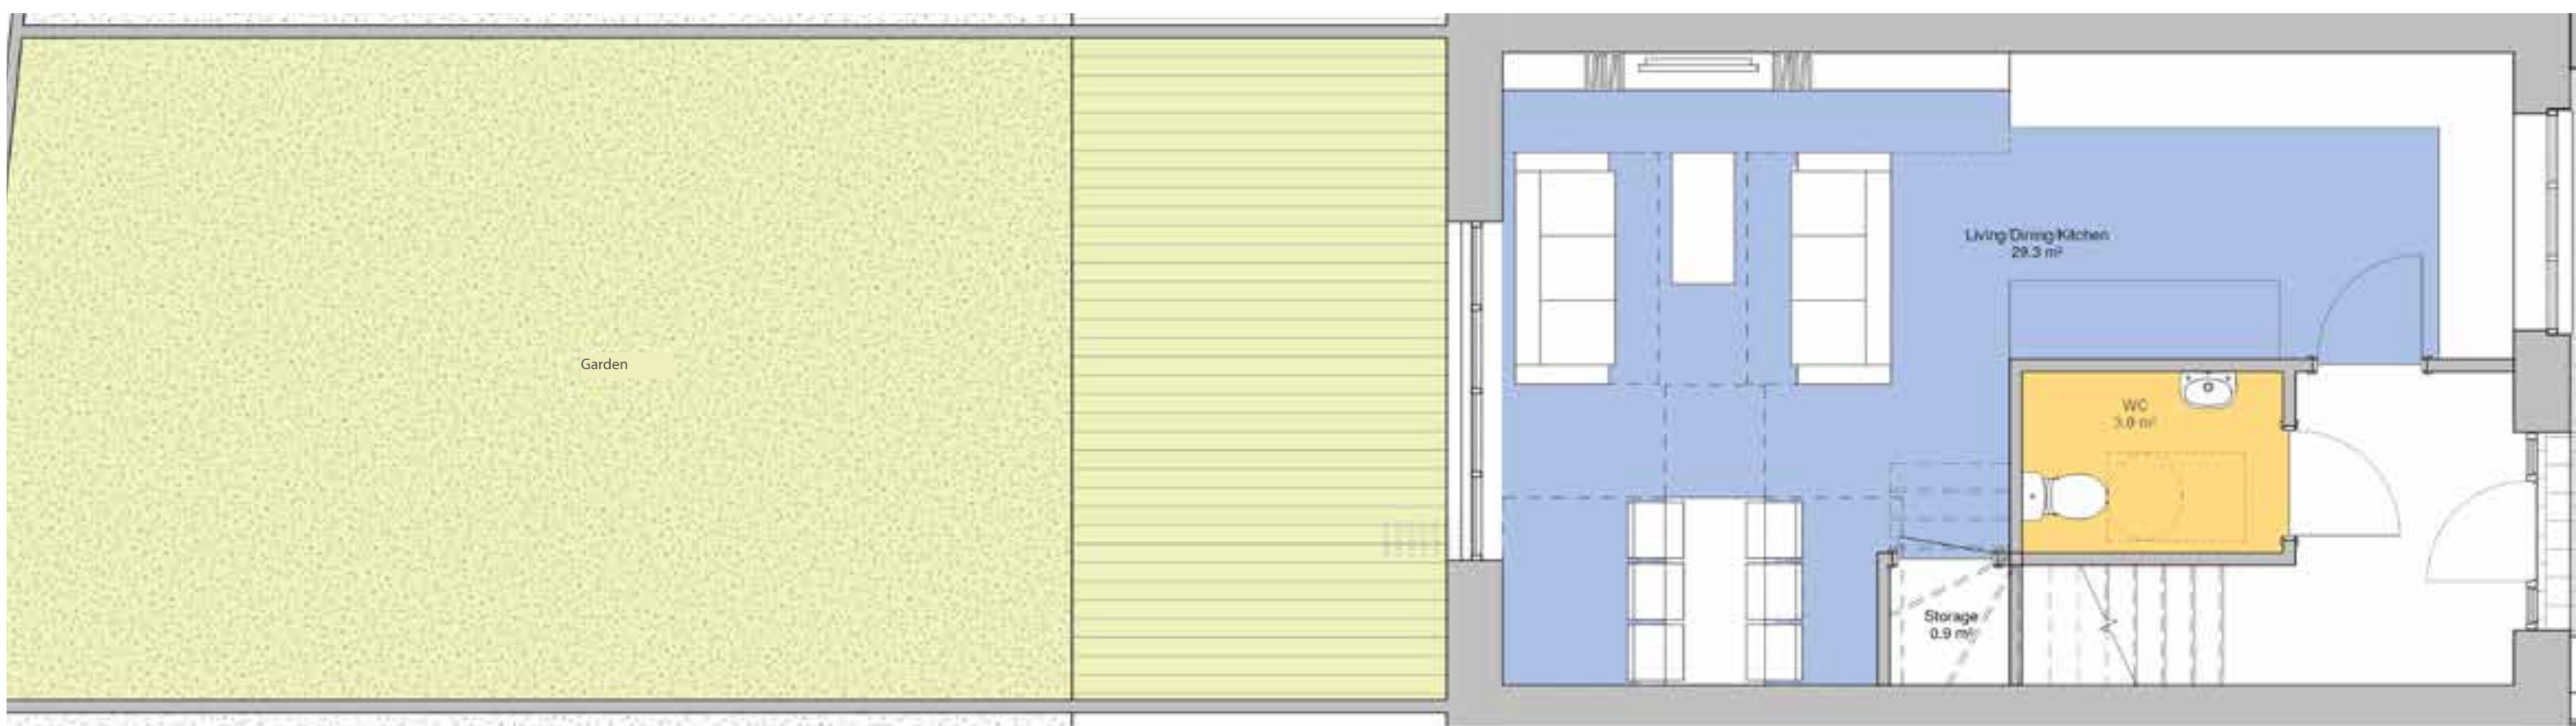 Garden
Living/Dining/Kitchen
29.3 m²
WC
3.0 m²
Storage
0.9 m²